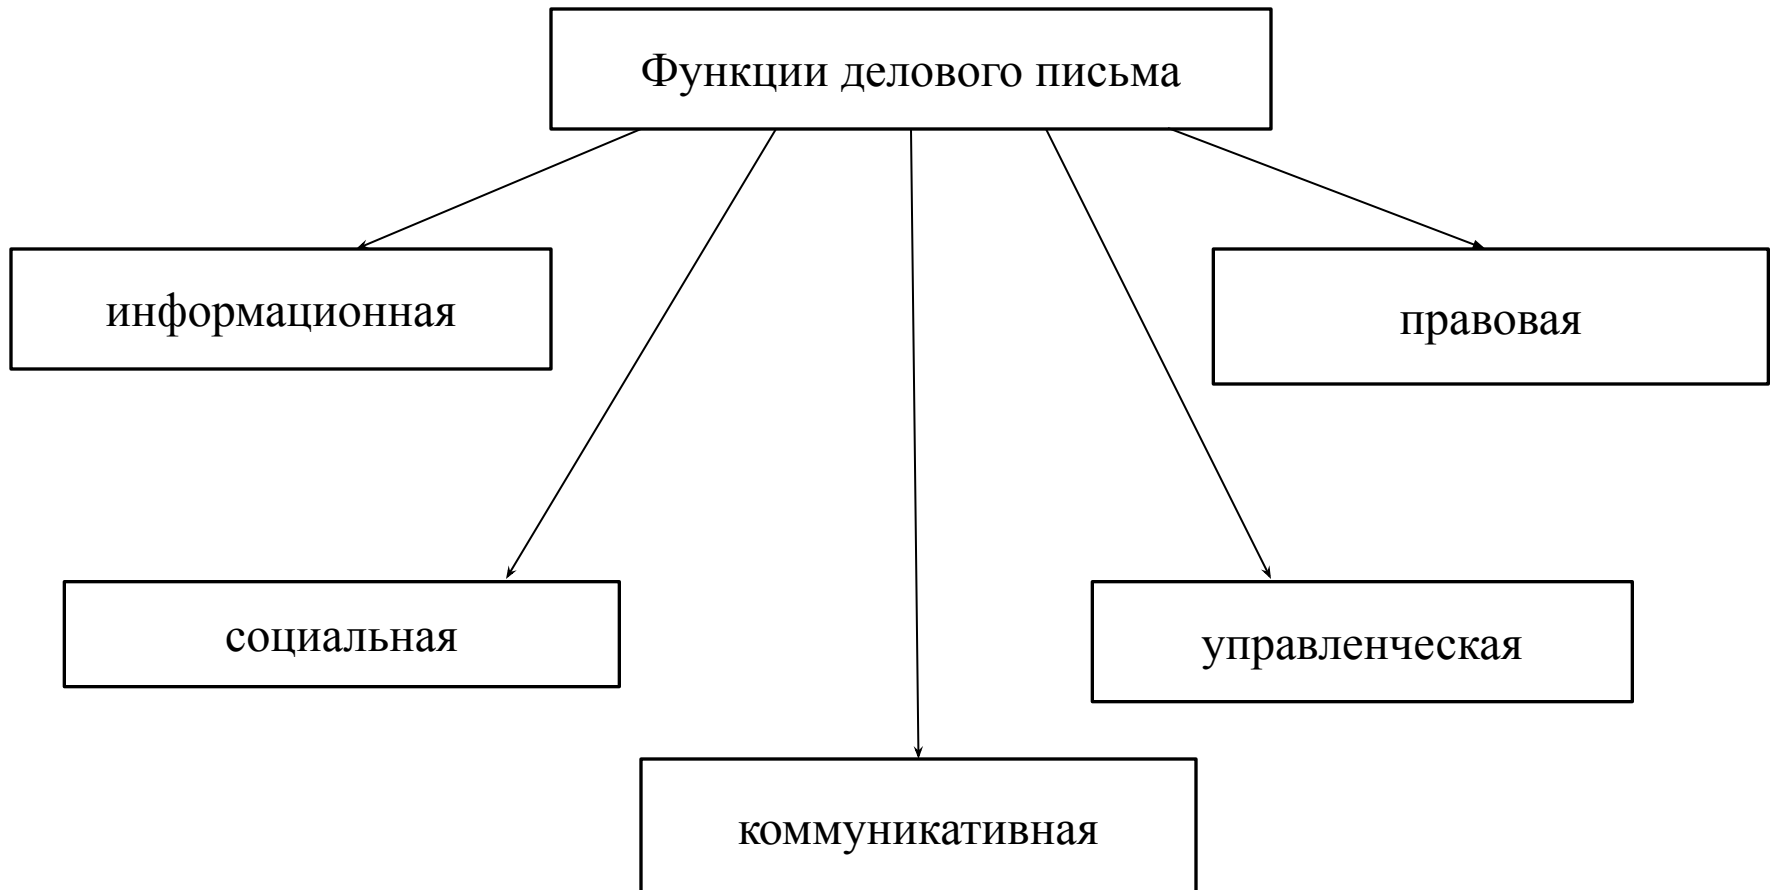 Функции делового письма
информационная
правовая
социальная
управленческая
коммуникативная